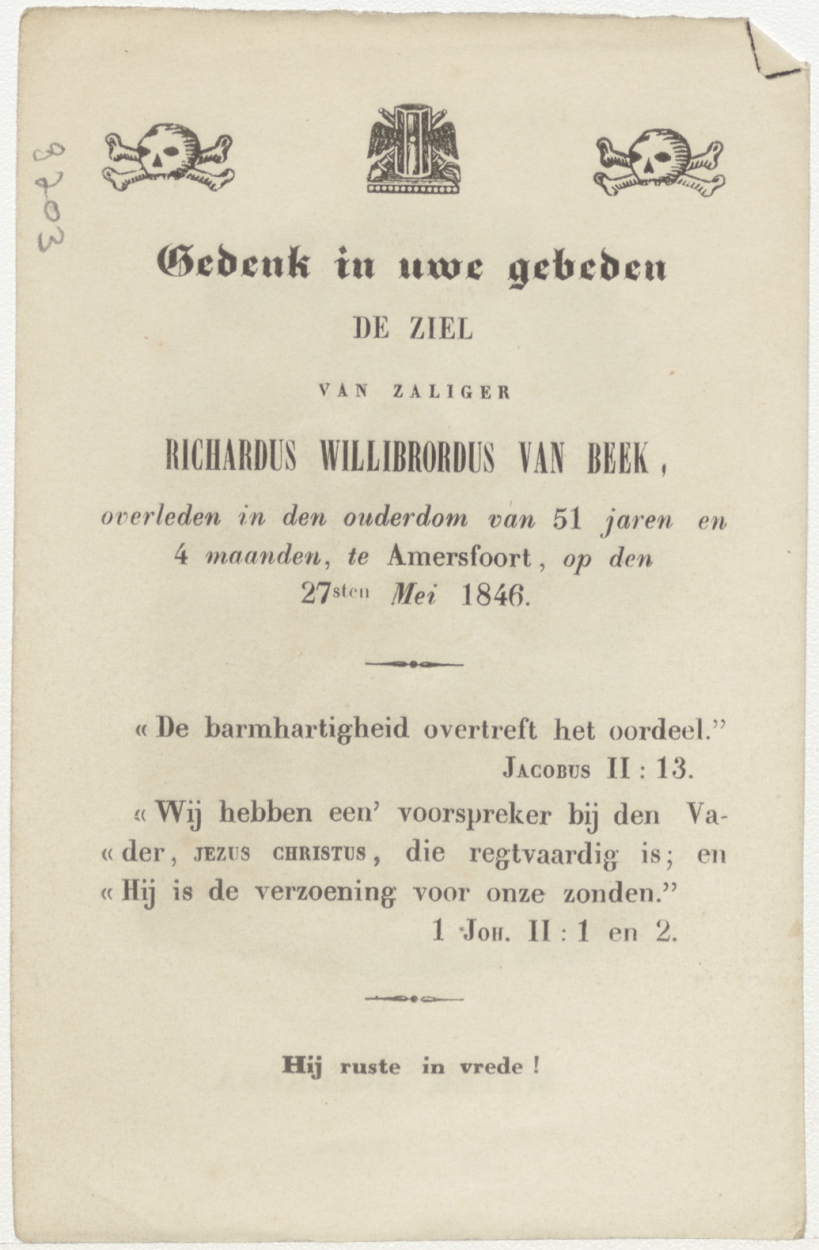 9203
Gedenk in uwe gebeden
DE ZIEL
VAN ZALIGER
RICHARDUS WILLIBRORDUS VAN BEEK,
overleden in den ouderdom van 51 jaren en
4 maanden, te Amersfoort, op den
27sten Mei 1846.
« De barmhartigheid overtreft het oordeel.”
JACOBUS II : 13.
« Wij hebben een’ voorspreker bij den Va-
« der, JEZUS CHRISTUS, die regtvaardig is; en
« Hij is de verzoening voor onze zonden.”
1 JOH. II : 1 en 2.
Hij ruste in vrede !